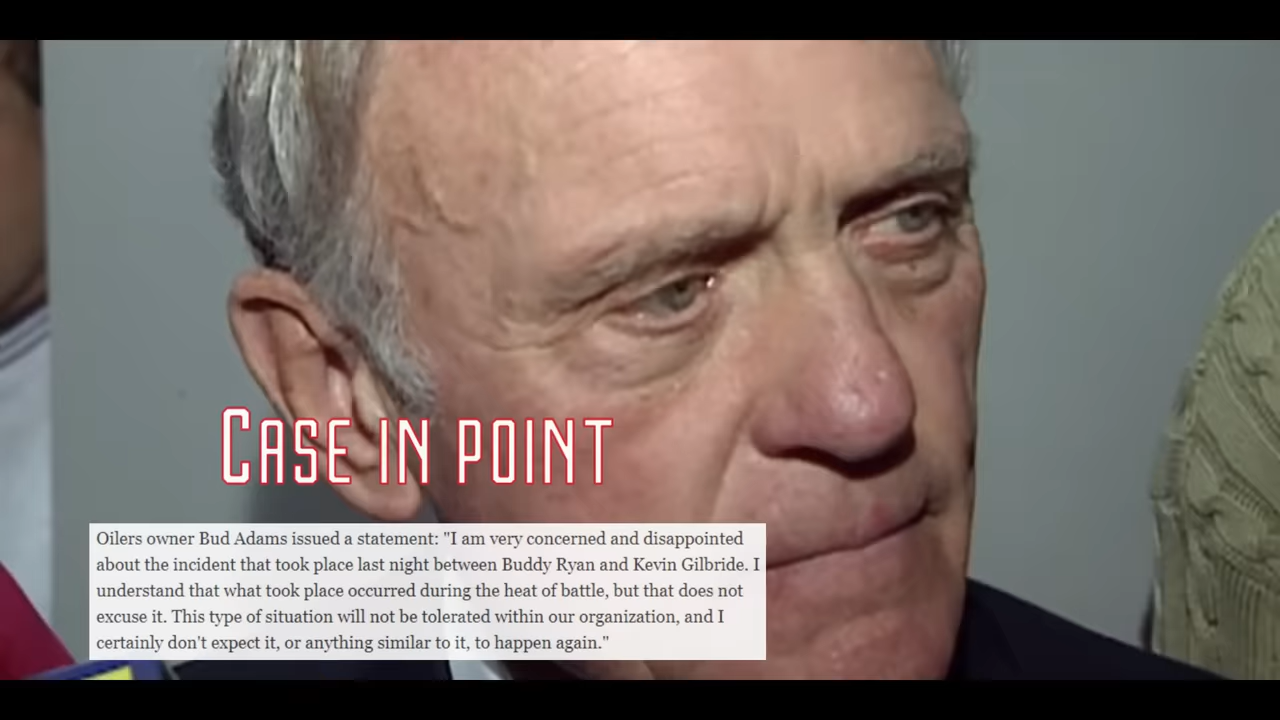 CASE IN POINT
Oilers owner Bud Adams issued a statement: "I am very concerned and disappointed
about the incident that took place last night between Buddy Ryan and Kevin Gilbride. I
understand that what took place occurred during the heat of battle, but that does not
excuse it. This type of situation will not be tolerated within our organization, and I
certainly don't expect it, or anything similar to it, to happen again."